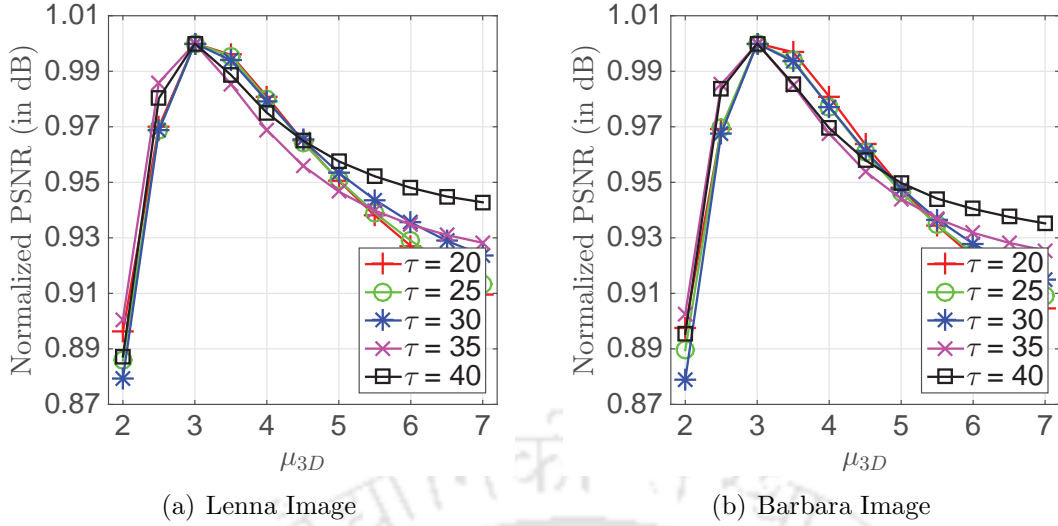 1.01
0.99
0.97
0.95
0.93
0.91
0.89
0.87
Normalized PSNR (in dB)
2 3 4 5 6 7
μ3D
τ = 20
τ = 25
τ = 30
τ = 35
τ = 40
(a) Lenna Image
1.01
0.99
0.97
0.95
0.93
0.91
0.89
0.87
Normalized PSNR (in dB)
2 3 4 5 6 7
μ3D
τ = 20
τ = 25
τ = 30
τ = 35
τ = 40
(b) Barbara Image